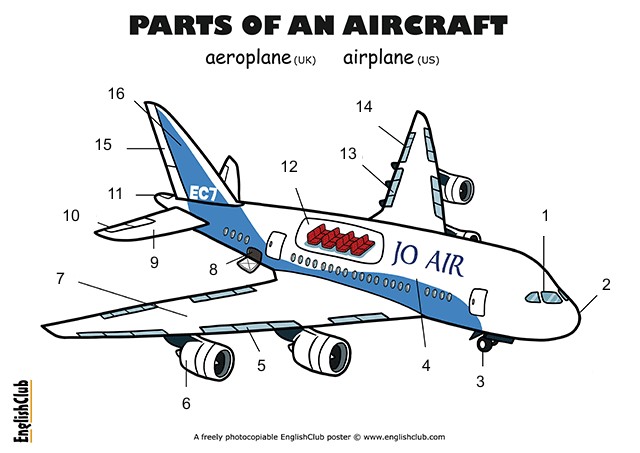 PARTS OF AN AIRCRAFT
aeroplane (UK) airplane (US)
16
14
15
13
12
11
10
1
9
8
2
7
EC7
JO AIR
4
5
3
6
EnglishClub
A freely photocopiable EnglishClub poster © www.englishclub.com